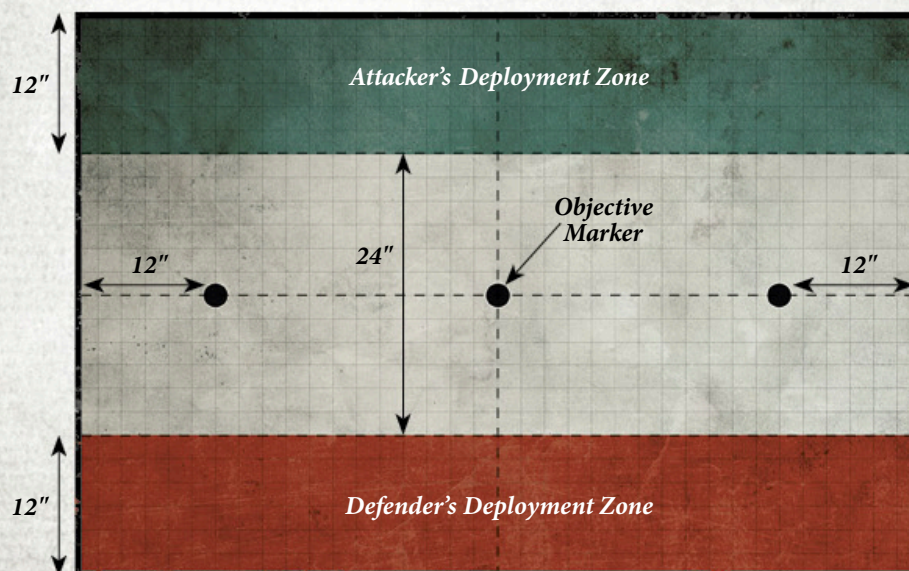 12"
Attacker's Deployment Zone
Objective
Marker
24"
12"
12"
12"
Defender's Deployment Zone